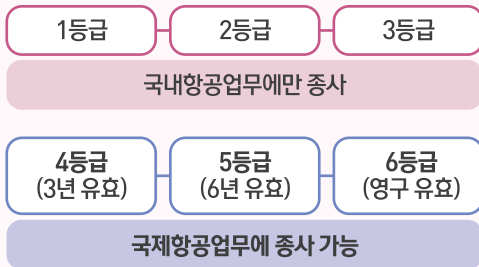 1등급 2등급 3등급
국내항공업무에만 종사
4등급 5등급 6등급
(3년 유효) (6년 유효) (영구 유효)
국제항공업무에 종사 가능